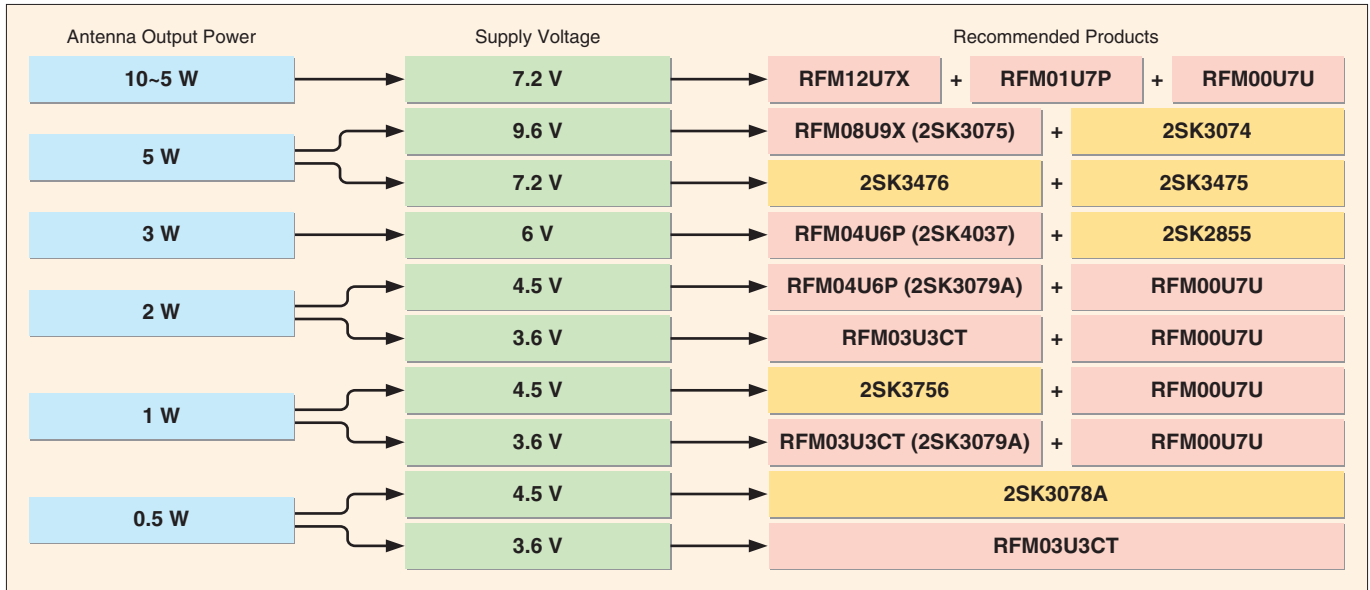 Antenna Output Power Supply Voltage Recommended Products
10~5 W 7.2 V RFM12U7X + RFM01U7P + RFM00U7U
5 W
9.6 V RFM08U9X (2SK3075) + 2SK3074
7.2 V 2SK3476 + 2SK3475
3 W 6 V RFM04U6P (2SK4037) + 2SK2855
2 W
4.5 V RFM04U6P (2SK3079A) + RFM00U7U
3.6 V RFM03U3CT + RFM00U7U
1 W
4.5 V 2SK3756 + RFM00U7U
3.6 V RFM03U3CT (2SK3079A) + RFM00U7U
0.5 W
4.5 V 2SK3078A
3.6 V RFM03U3CT